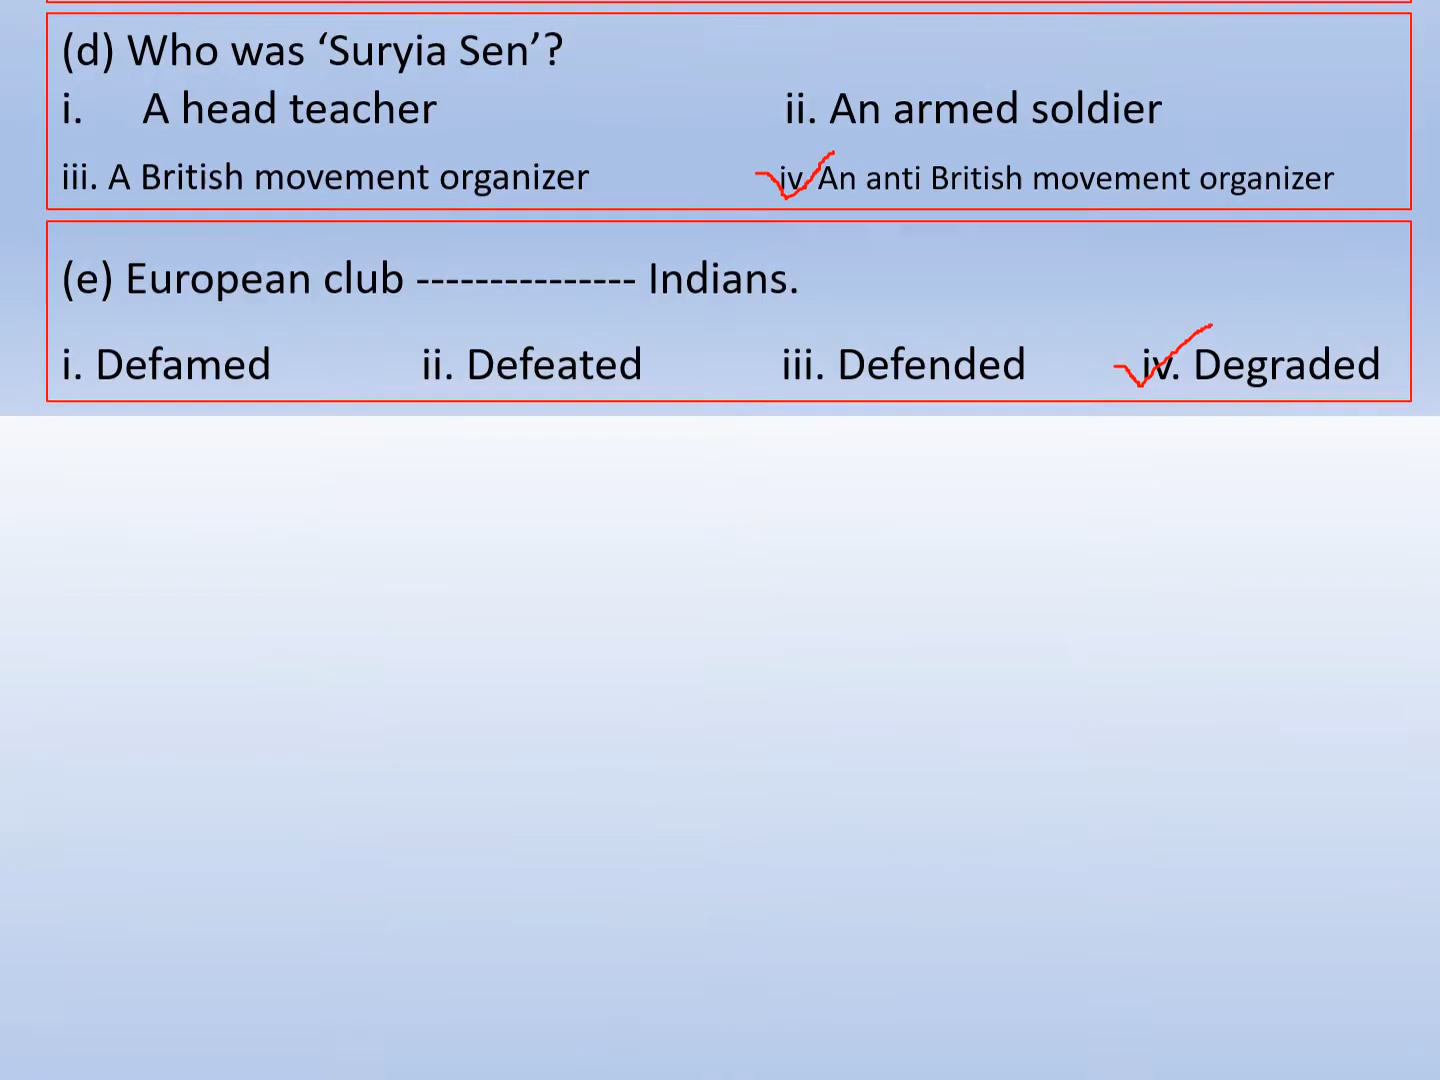 (d) Who was ‘Suryia Sen’?
i. A head teacher ii. An armed soldier
iii. A British movement organizer iv. An anti British movement organizer
(e) European club --------------- Indians.
i. Defamed ii. Defeated iii. Defended iv. Degraded